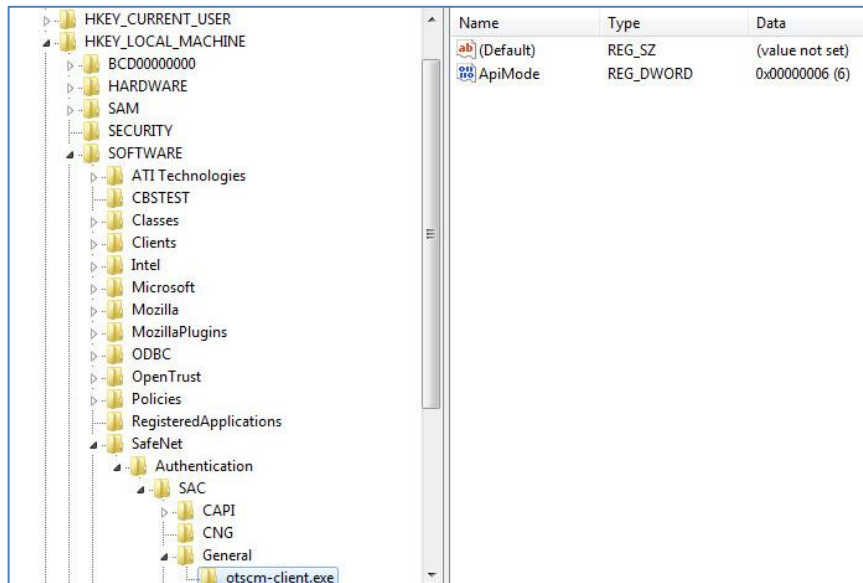 HKEY_CURRENT_USER
HKEY_LOCAL_MACHINE
BCD00000000
HARDWARE
SAM
SECURITY
SOFTWARE
ATI Technologies
CBSTEST
Classes
Clients
Intel
Microsoft
Mozilla
MozillaPlugins
ODBC
OpenTrust
Policies
RegisteredApplications
SafeNet
Authentication
SAC
CAPI
CNG
General
otscm-client.exe
Name Type Data
(Default) REG_SZ (value not set)
ApiMode REG_DWORD 0x00000006 (6)